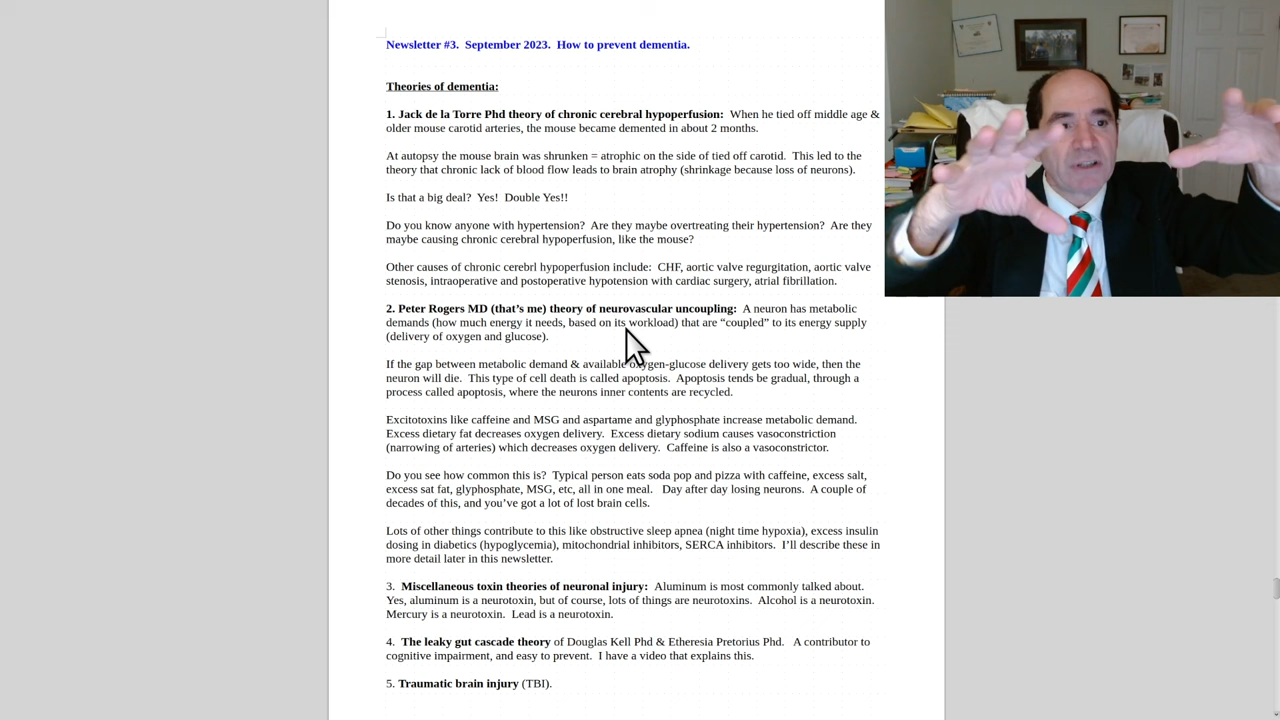 Newsletter #3.  September 2023.  How to prevent dementia.
Theories of dementia:
1. Jack de la Torre Phd theory of chronic cerebral hypoperfusion:  When he tied off middle age &
older mouse carotid arteries, the mouse became demented in about 2 months.
At autopsy the mouse brain was shrunken = atrophic on the side of tied off carotid.  This led to the
theory that chronic lack of blood flow leads to brain atrophy (shrinkage because loss of neurons).
Is that a big deal?  Yes!  Double Yes!!
Do you know anyone with hypertension?  Are they maybe overtreating their hypertension?  Are they
maybe causing chronic cerebral hypoperfusion, like the mouse?
Other causes of chronic cerebrl hypoperfusion include:  CHF, aortic valve regurgitation, aortic valve
stenosis, intraoperative and postoperative hypotension with cardiac surgery, atrial fibrillation.
2. Peter Rogers MD (that's me) theory of neurovascular uncoupling:  A neuron has metabolic
demands (how much energy it needs, based on its workload) that are “coupled” to its energy supply
(delivery of oxygen and glucose).
If the gap between metabolic demand & available oxygen-glucose delivery gets too wide, then the
neuron will die.  This type of cell death is called apoptosis.  Apoptosis tends be gradual, through a
process called apoptosis, where the neurons inner contents are recycled.
Excitotoxins like caffeine and MSG and aspartame and glyphosphate increase metabolic demand.
Excess dietary fat decreases oxygen delivery.  Excess dietary sodium causes vasoconstriction
(narrowing of arteries) which decreases oxygen delivery.  Caffeine is also a vasoconstrictor.
Do you see how common this is?  Typical person eats soda pop and pizza with caffeine, excess salt,
excess sat fat, glyphosphate, MSG, etc, all in one meal.   Day after day losing neurons.  A couple of
decades of this, and you've got a lot of lost brain cells.
Lots of other things contribute to this like obstructive sleep apnea (night time hypoxia), excess insulin
dosing in diabetics (hypoglycemia), mitochondrial inhibitors, SERCA inhibitors.  I'll describe these in
more detail later in this newsletter.
3.  Miscellaneous toxin theories of neuronal injury:  Aluminum is most commonly talked about.
Yes, aluminum is a neurotoxin, but of course, lots of things are neurotoxins.  Alcohol is a neurotoxin.
Mercury is a neurotoxin.  Lead is a neurotoxin.
4.  The leaky gut cascade theory of Douglas Kell Phd & Etheresia Pretorius Phd.   A contributor to
cognitive impairment, and easy to prevent.  I have a video that explains this.
5. Traumatic brain injury (TBI).